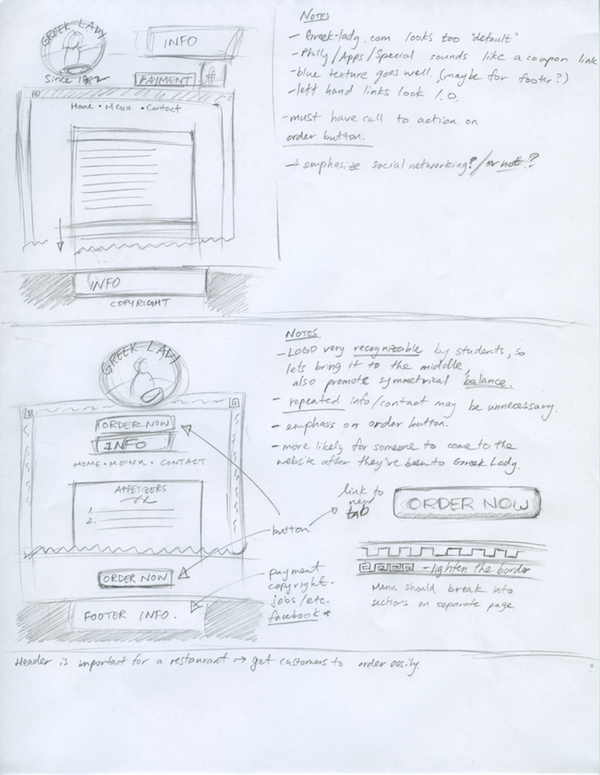 GREEK LADY
Since 1982
INFO
PAYMENT
Home • Menu • Contact
INFO
COPYRIGHT
Notes
- Greek-lady.com looks too "default"
- Philly/Apps/Special sounds like a coupon link
- blue texture goes well. (maybe for footer?)
- left hand links look 1.0.
- must have call to action on
order button.
→ emphasize social networking? /or not?
GREEK LADY
ORDER NOW
INFO
HOME • MENU • CONTACT
APPETIZERS
1.
2.
ORDER NOW
FOOTER INFO.
Notes
- LOGO very recognizeable by students, so
lets bring it to the middle,
also promote symmetrical balance.
- repeated info/contact may be unnecessary.
- emphasis on order button.
- more likely for someone to come to the
website after they've been to Greek Lady.
link to
new
tab
ORDER NOW
button
payment
copyright.
jobs/etc.
facebook*
- lighten the border
Menu should break into
sections on separate page
Header is important for a restaurant → get customers to order easily